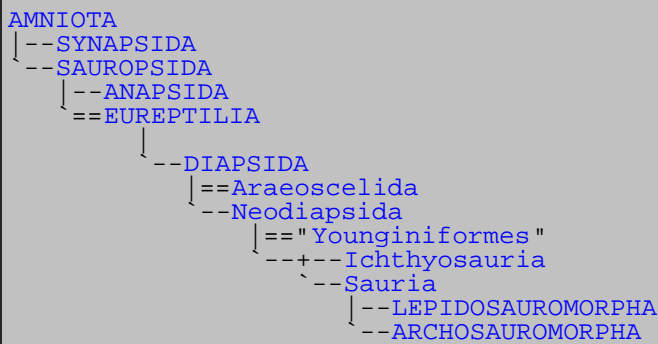 AMNIOTA
|--SYNAPSIDA
`--SAUROPSIDA
   |--ANAPSIDA
   `==EUREPTILIA
        |
        `--DIAPSIDA
           |==Araeoscelida
           `--Neodiapsida
               |=="Younginiformes"
               `--+--Ichthyosauria
                  `--Sauria
                     |--LEPIDOSAUROMORPHA
                     `--ARCHOSAUROMORPHA